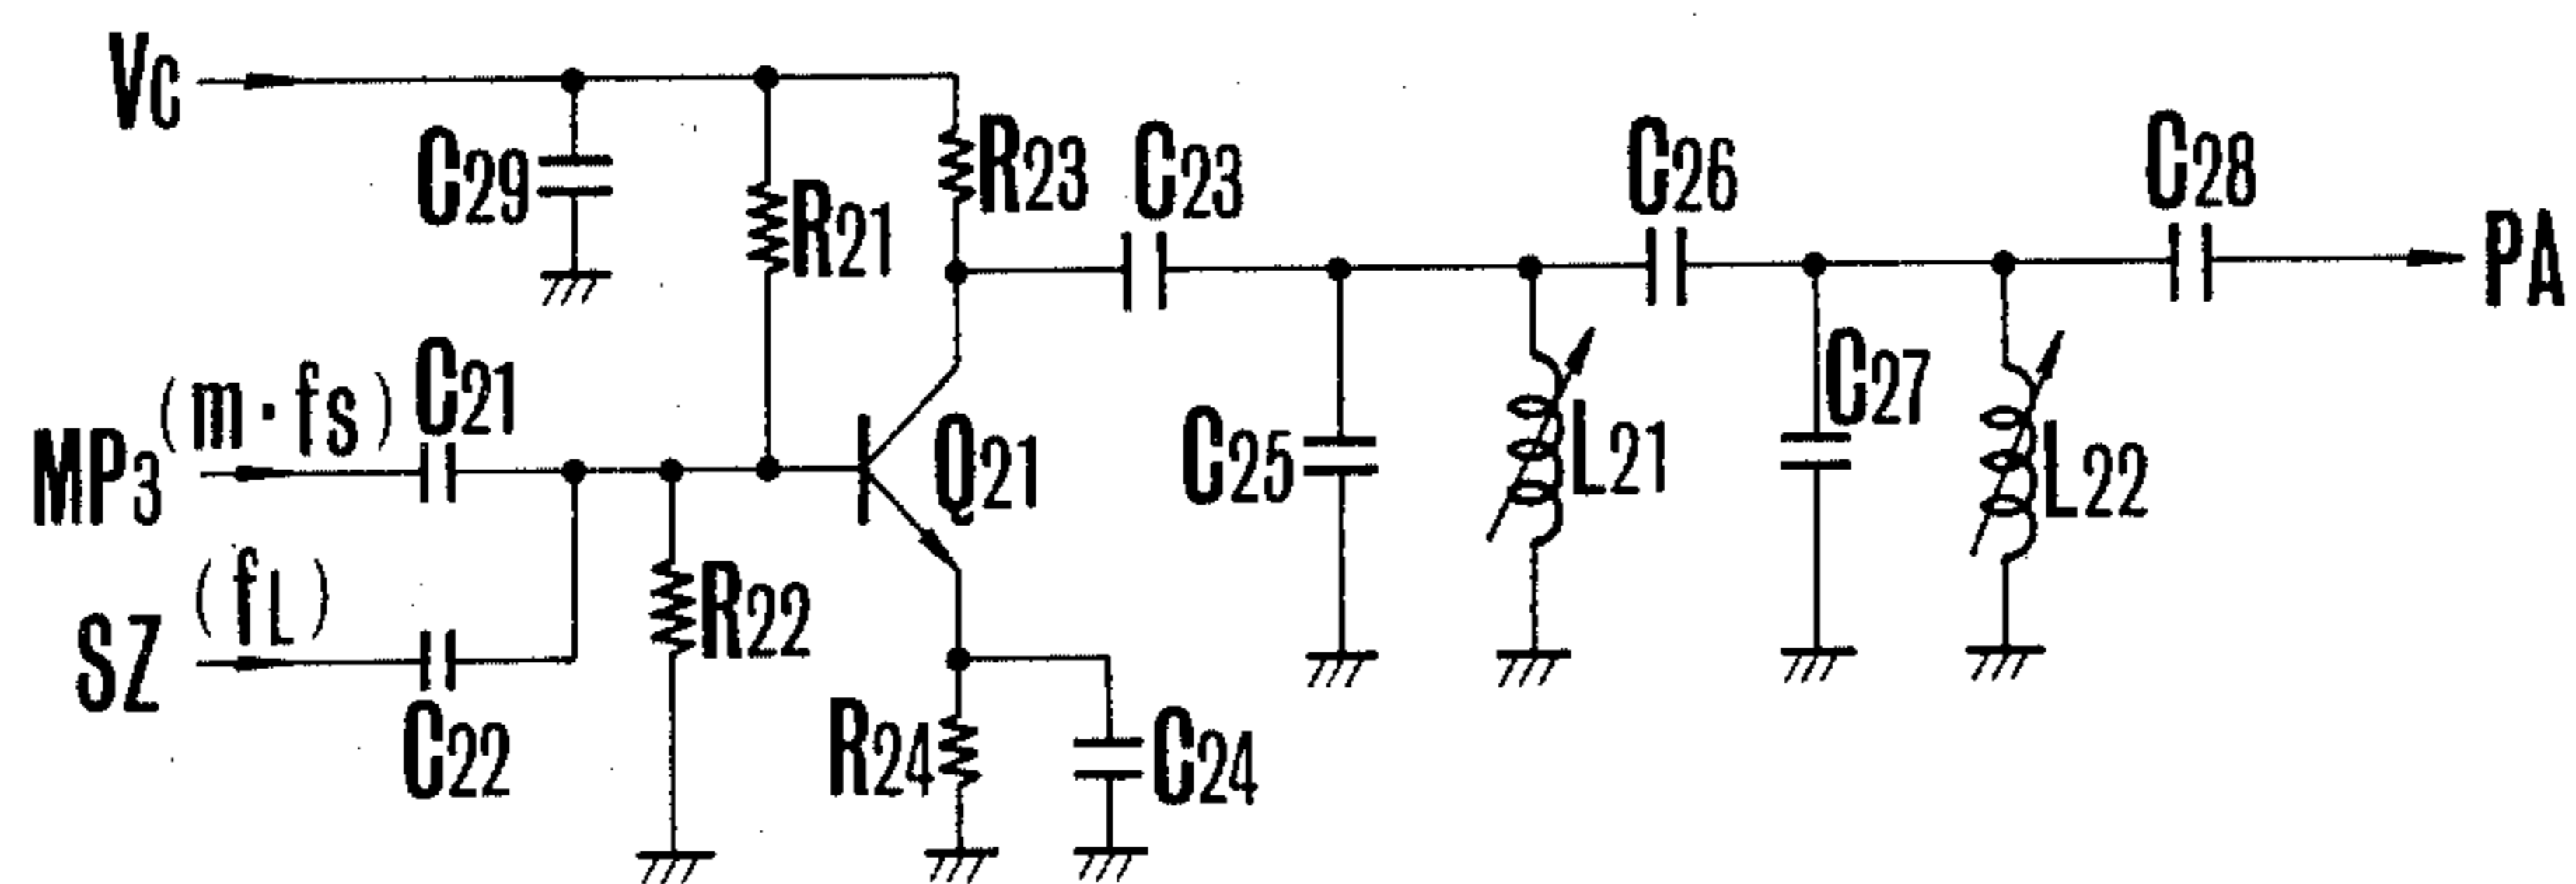 Vc
C29
R21
R23
C23
C26
C28
PA
MP3 (m·fs)
C21
Q21
C25
L21
C27
L22
SZ (fL)
C22
R22
R24
C24